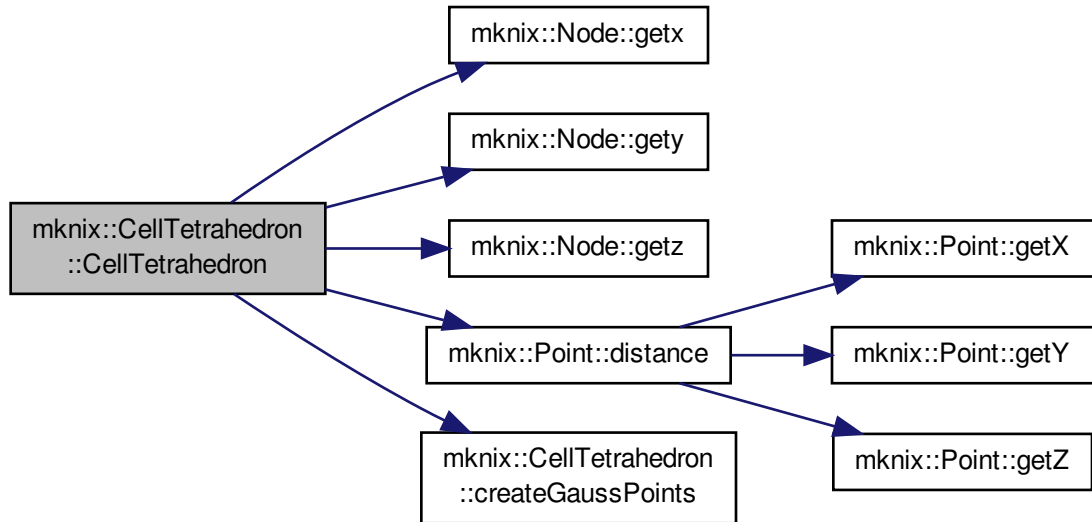 mknix::CellTetrahedron
::CellTetrahedron
mknix::Node::getx
mknix::Node::gety
mknix::Node::getz
mknix::Point::distance
mknix::CellTetrahedron
::createGaussPoints
mknix::Point::getX
mknix::Point::getY
mknix::Point::getZ